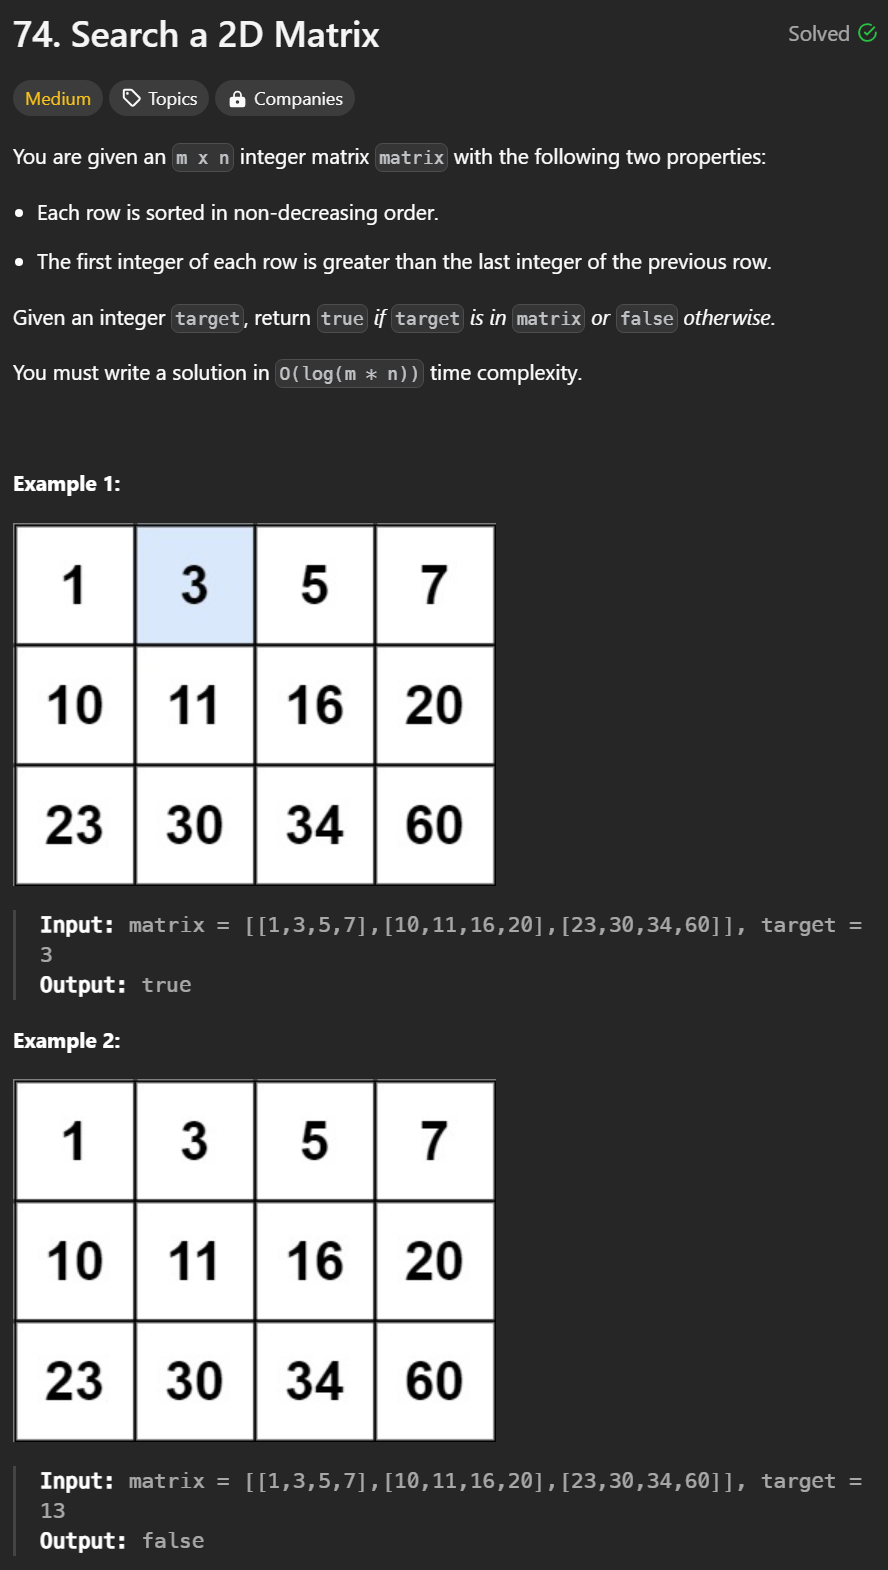 74. Search a 2D Matrix
Solved
Medium
Topics
Companies
You are given an m x n integer matrix matrix with the following two properties:
• Each row is sorted in non-decreasing order.
• The first integer of each row is greater than the last integer of the previous row.
Given an integer target, return true if target is in matrix or false otherwise.
You must write a solution in O(log(m * n)) time complexity.
Example 1:
1 3 5 7
10 11 16 20
23 30 34 60
Input: matrix = [[1,3,5,7],[10,11,16,20],[23,30,34,60]], target =
3
Output: true
Example 2:
1 3 5 7
10 11 16 20
23 30 34 60
Input: matrix = [[1,3,5,7],[10,11,16,20],[23,30,34,60]], target =
13
Output: false